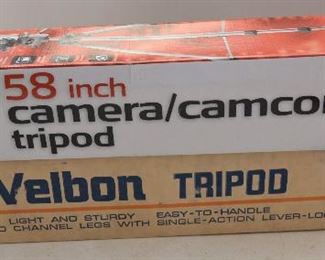 58 inch
camera/camco
tripod
Velbon TRIPOD
LIGHT AND STURDY EASY-TO-HANDLE
CHANNEL LEGS WITH SINGLE-ACTION LEVER-LO